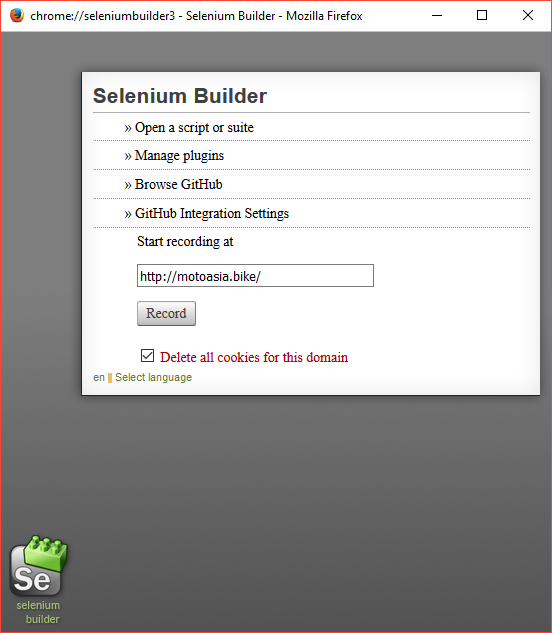 chrome://seleniumbuilder3 - Selenium Builder - Mozilla Firefox
Selenium Builder
» Open a script or suite
» Manage plugins
» Browse GitHub
» GitHub Integration Settings
Start recording at
http://motoasia.bike/
Record
Delete all cookies for this domain
en || Select language
Se
selenium
builder